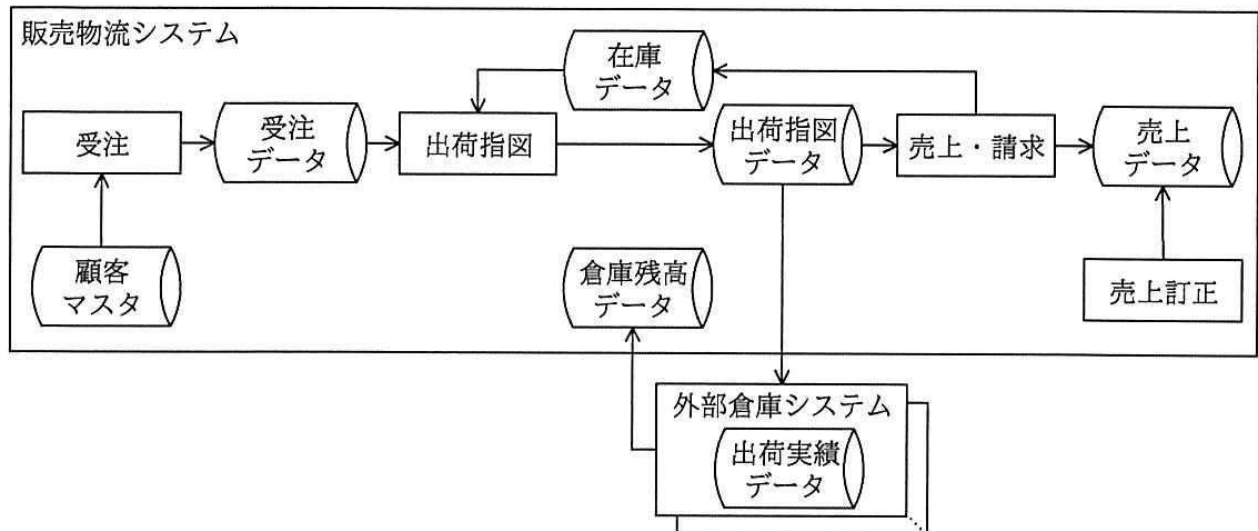 販売物流システム
在庫
データ
受注
受注
データ
出荷指図
出荷指図
データ
売上・請求
売上
データ
顧客
マスタ
倉庫残高
データ
売上訂正
外部倉庫システム
出荷実績
データ